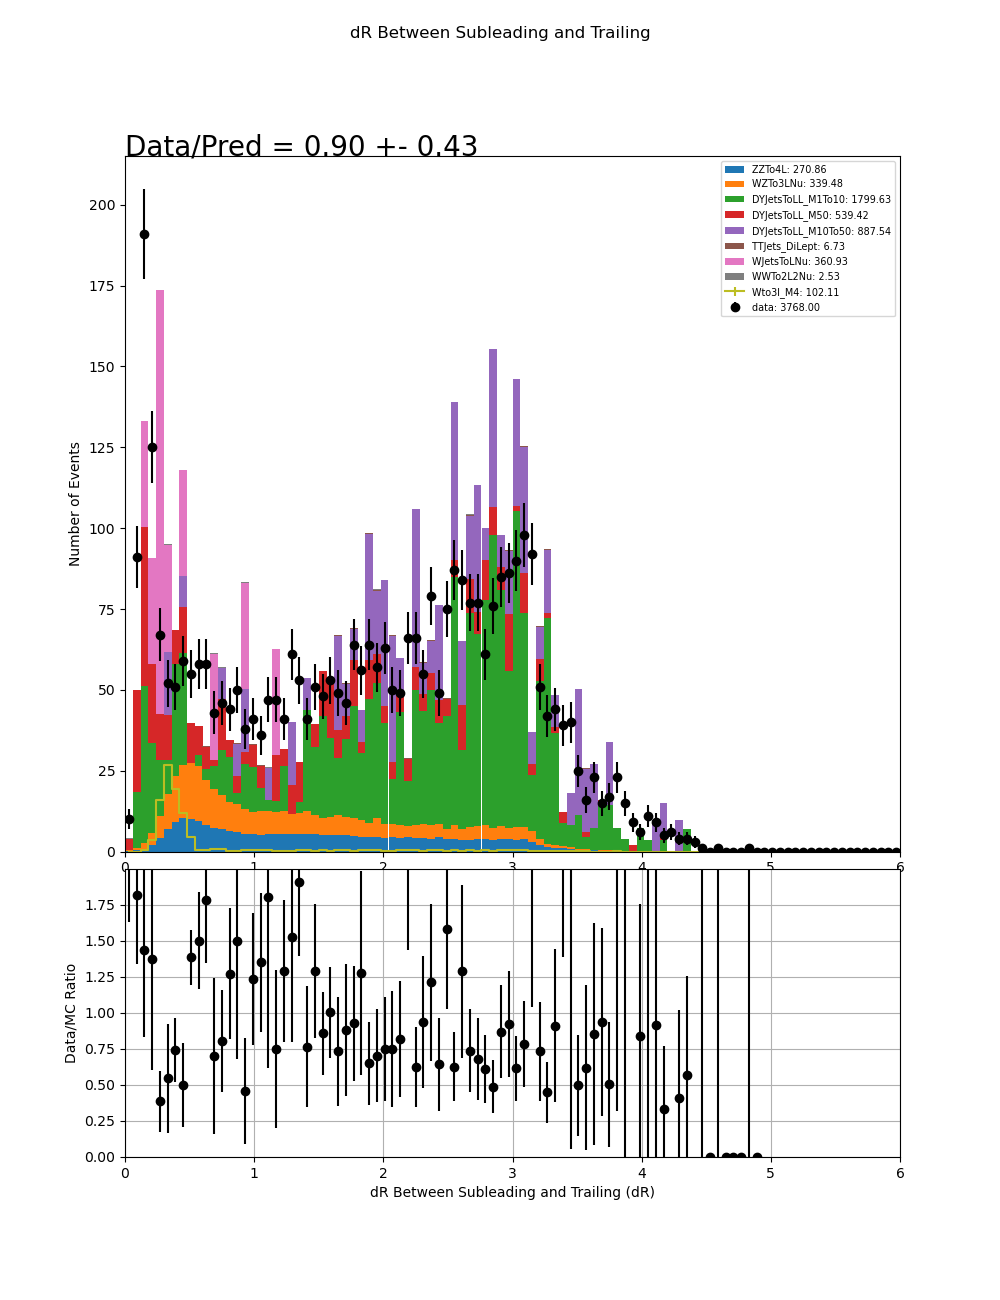 dR Between Subleading and Trailing
Data/Pred = 0.90 +- 0.43
Number of Events
200
175
150
125
100
75
50
25
0
ZZTo4L: 270.86
WZTo3LNu: 339.48
DYJetsToLL_M1To10: 1799.63
DYJetsToLL_M50: 539.42
DYJetsToLL_M10To50: 887.54
TTJets_DiLept: 6.73
WJetsToLNu: 360.93
WWTo2L2Nu: 2.53
Wto3l_M4: 102.11
data: 3768.00
0 1 2 3 4 5 6
Data/MC Ratio
1.75
1.50
1.25
1.00
0.75
0.50
0.25
0.00
0 1 2 3 4 5 6
dR Between Subleading and Trailing (dR)